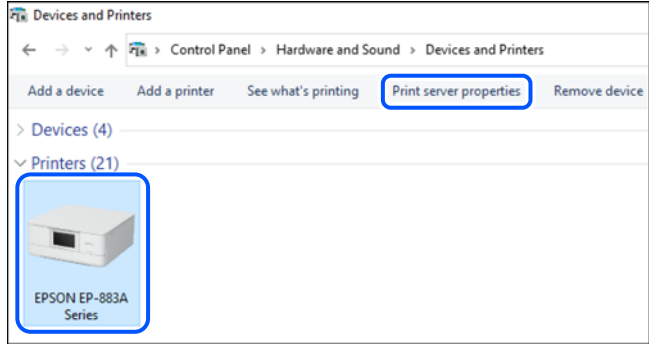 Devices and Printers
Control Panel > Hardware and Sound > Devices and Printers
Add a device Add a printer See what's printing Print server properties Remove device
Devices (4)
Printers (21)
EPSON EP-883A
Series